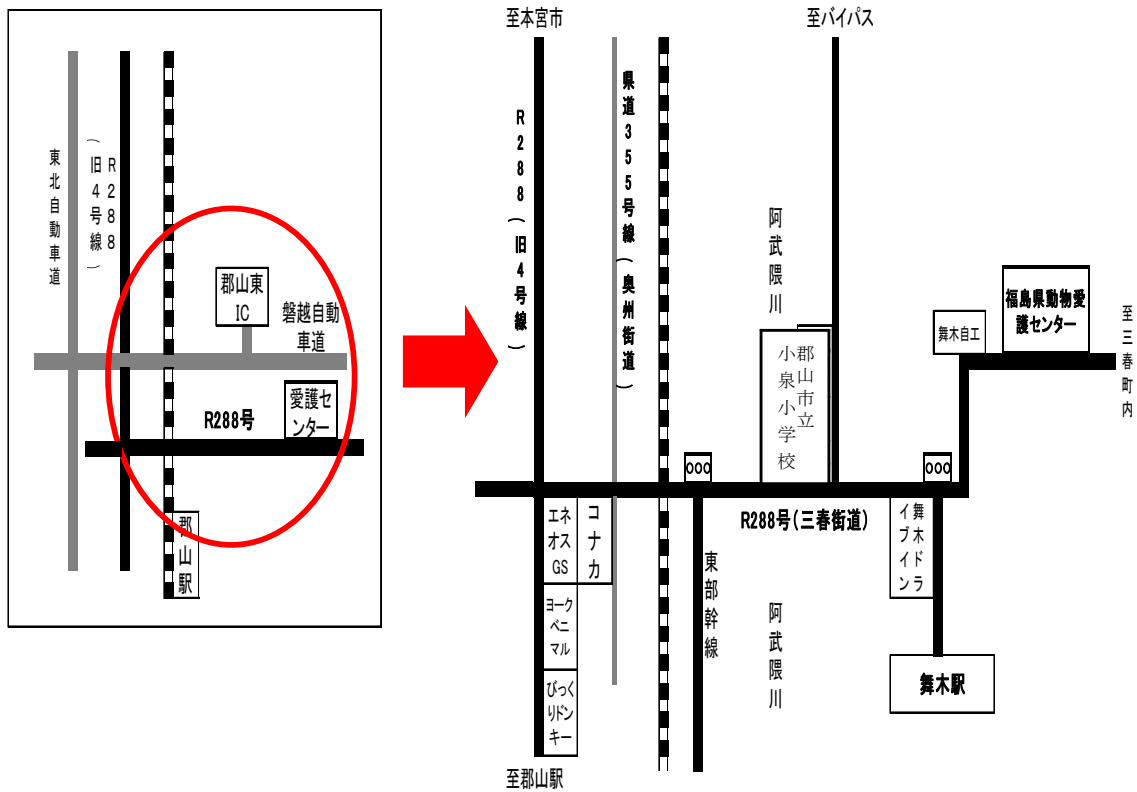 東北自動車道
R288
(旧4号線)
郡山東
IC
磐越自動
車道
愛護セ
ンター
R288号
郡山駅
至本宮市
至バイパス
R288(旧4号線)
県道355号線(奥州街道)
阿武隈川
郡山市立
小泉小学校
舞木自工
福島県動物愛
護センター
至三春町内
R288号(三春街道)
エネ
オス
GS
コナカ
ヨーク
ベニ
マル
びっく
りドン
キー
至郡山駅
東部幹線
阿武隈川
舞木ドラ
イブイン
舞木駅